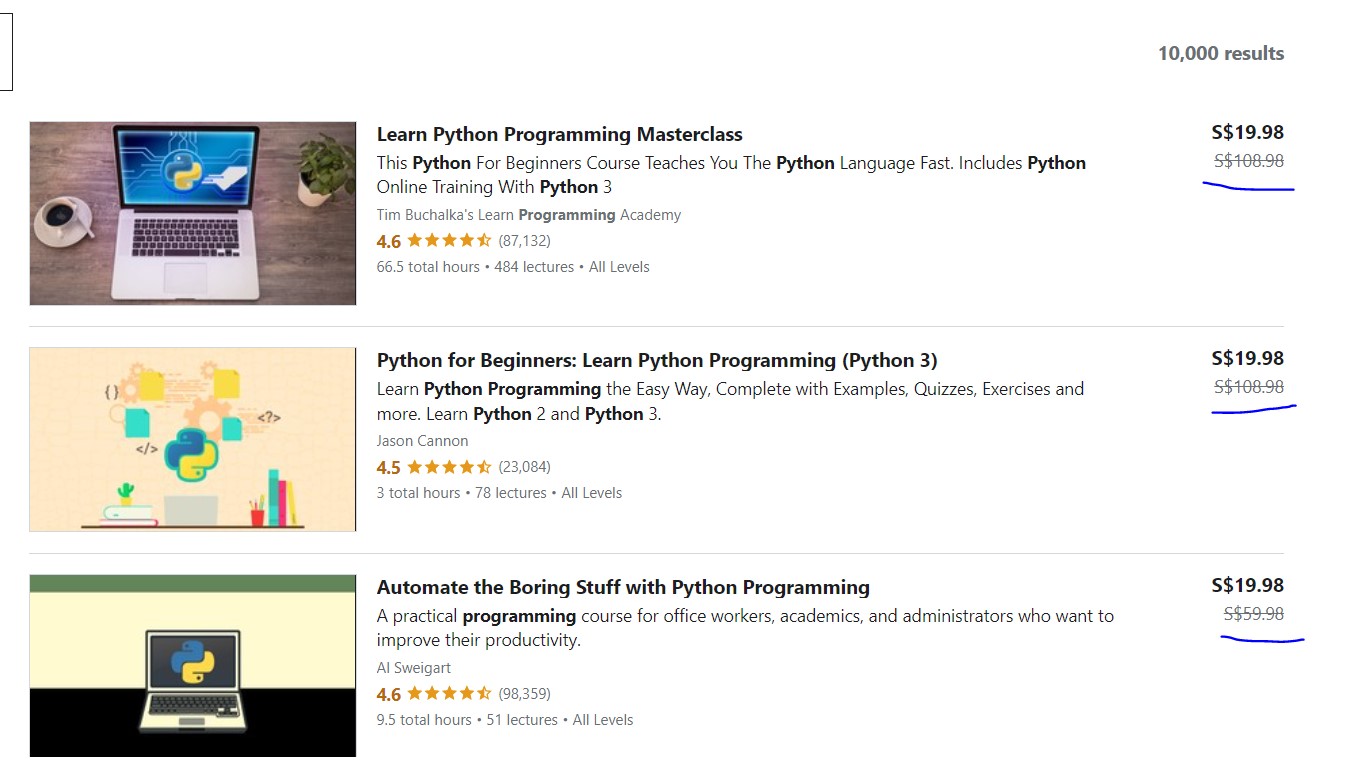 10,000 results
Learn Python Programming Masterclass
S$19.98
This Python For Beginners Course Teaches You The Python Language Fast. Includes Python
S$108.98
Online Training With Python 3
Tim Buchalka's Learn Programming Academy
4.6 (87,132)
66.5 total hours • 484 lectures • All Levels
{ }
<?>
</>
Python for Beginners: Learn Python Programming (Python 3)
S$19.98
Learn Python Programming the Easy Way, Complete with Examples, Quizzes, Exercises and
S$108.98
more. Learn Python 2 and Python 3.
Jason Cannon
4.5 (23,084)
3 total hours • 78 lectures • All Levels
Automate the Boring Stuff with Python Programming
S$19.98
A practical programming course for office workers, academics, and administrators who want to
S$59.98
improve their productivity.
Al Sweigart
4.6 (98,359)
9.5 total hours • 51 lectures • All Levels